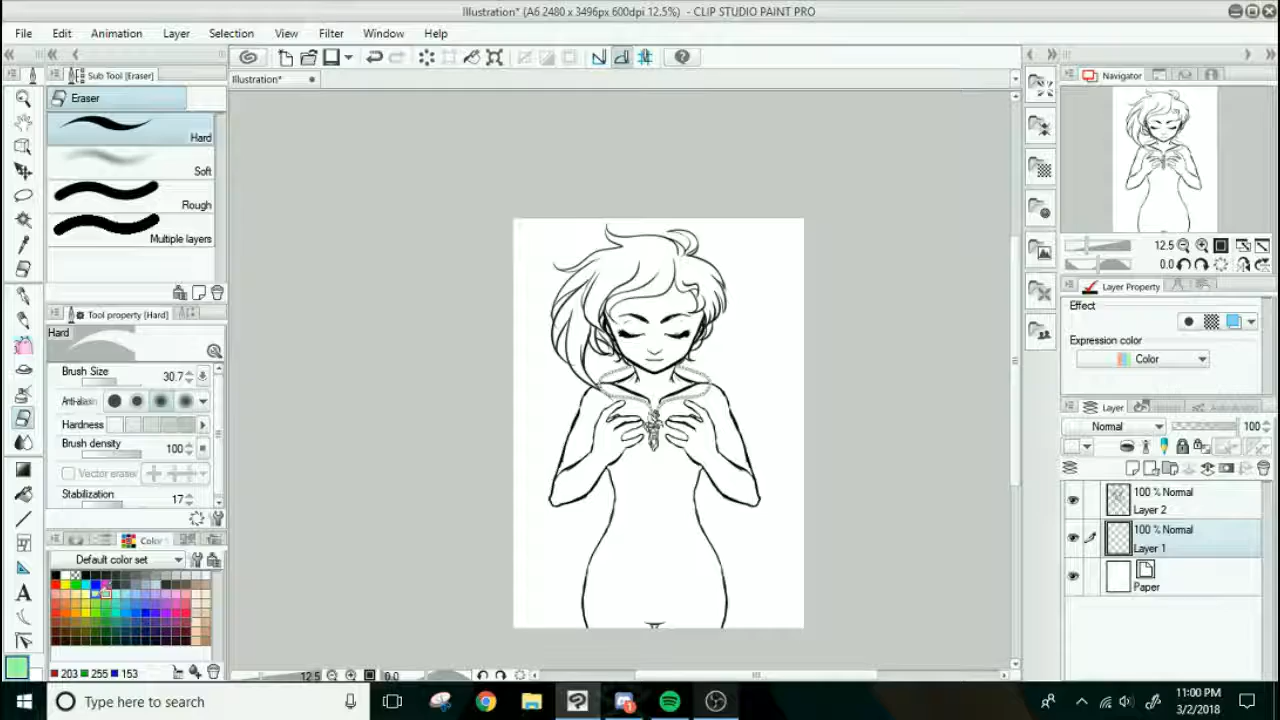 Illustration* (A6 2480 x 3496px 600dpi 12.5%) - CLIP STUDIO PAINT PRO
File Edit Animation Layer Selection View Filter Window Help
Sub Tool [Eraser]
Illustration*
Navigator
Eraser
Hard
Soft
Rough
Multiple layers
12.5
0.0
Tool property [Hard]
Layer Property
Hard
Effect
Expression color
Color
Brush Size 30.7
Hardness
Brush density 100
Vector eraser
Stabilization 17
Layer
Normal 100
100 % Normal
Layer 2
100 % Normal
Layer 1
Paper
Color
Default color set
203 255 153
12.5 0.0
A
Type here to search
11:00 PM
3/2/2018